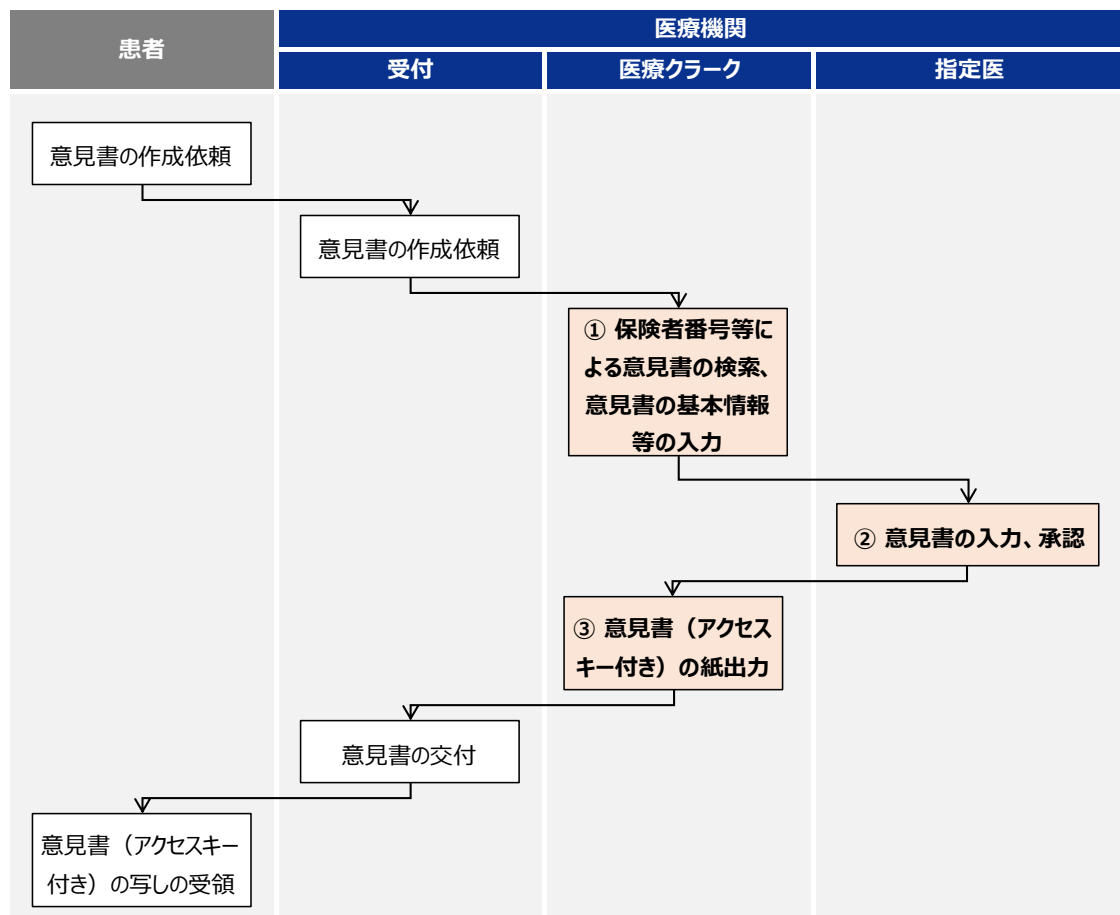 患者
医療機関
受付
医療クラーク
指定医
意見書の作成依頼
意見書の作成依頼
① 保険者番号等に
よる意見書の検索、
意見書の基本情報
等の入力
② 意見書の入力、承認
③ 意見書（アクセス
キー付き）の紙出力
意見書の交付
意見書（アクセスキー
付き）の写しの受領